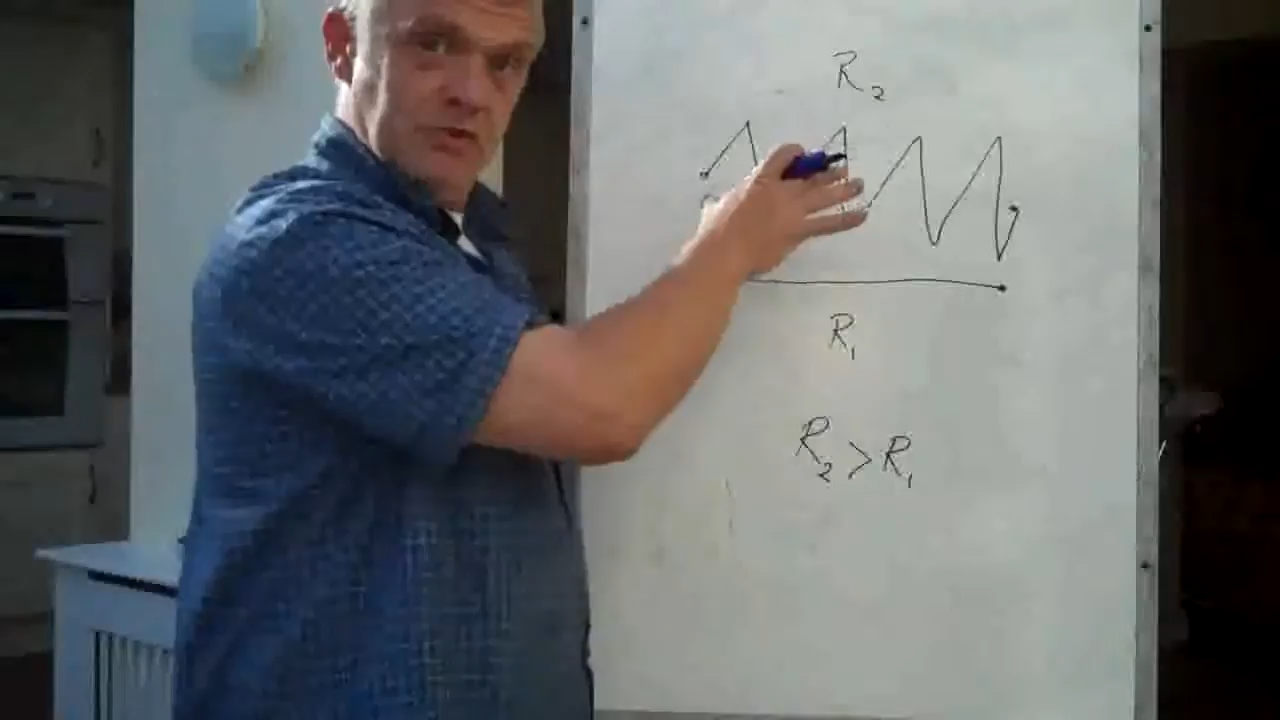 R₂
R₁
R₂ > R₁